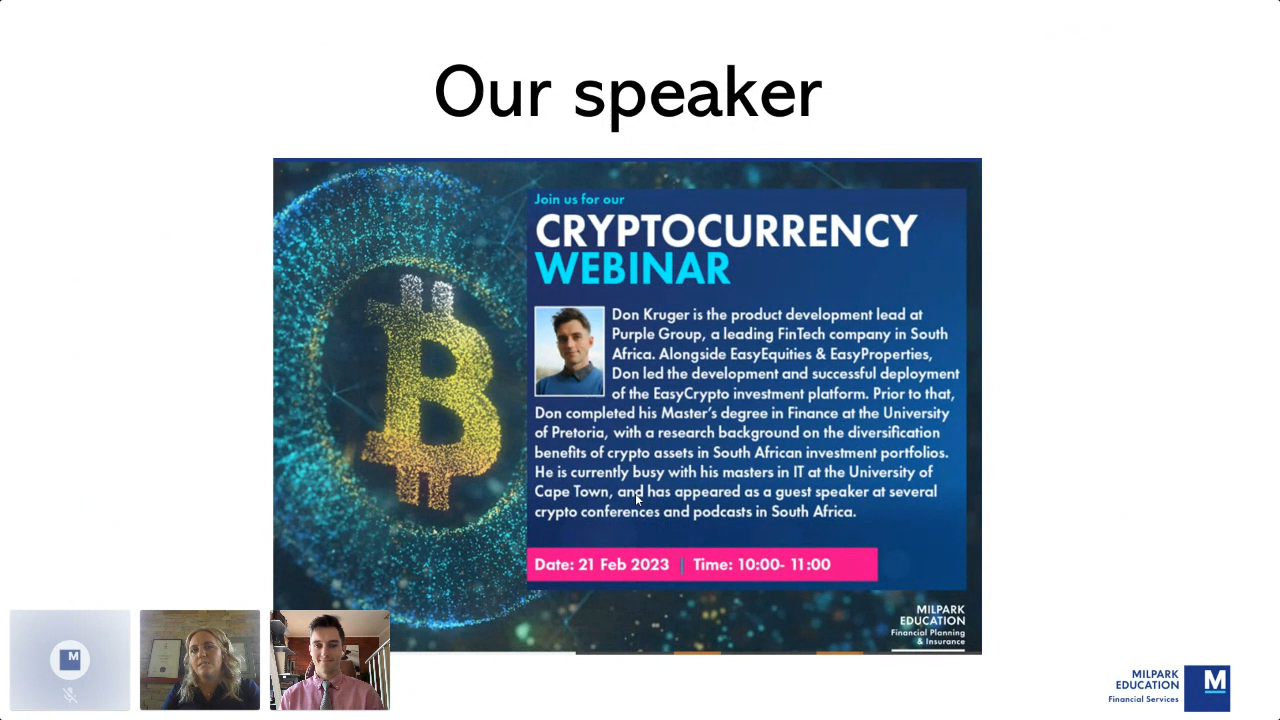 Our speaker
Join us for our
CRYPTOCURRENCY
WEBINAR
Don Kruger is the product development lead at
Purple Group, a leading FinTech company in South
Africa. Alongside EasyEquities & EasyProperties,
Don led the development and successful deployment
of the EasyCrypto investment platform. Prior to that,
Don completed his Master's degree in Finance at the University
of Pretoria, with a research background on the diversification
benefits of crypto assets in South African investment portfolios.
He is currently busy with his masters in IT at the University of
Cape Town, and has appeared as a guest speaker at several
crypto conferences and podcasts in South Africa.
Date: 21 Feb 2023 | Time: 10:00- 11:00
MILPARK
EDUCATION
Financial Planning
& Insurance
M
MILPARK
EDUCATION
Financial Services
M